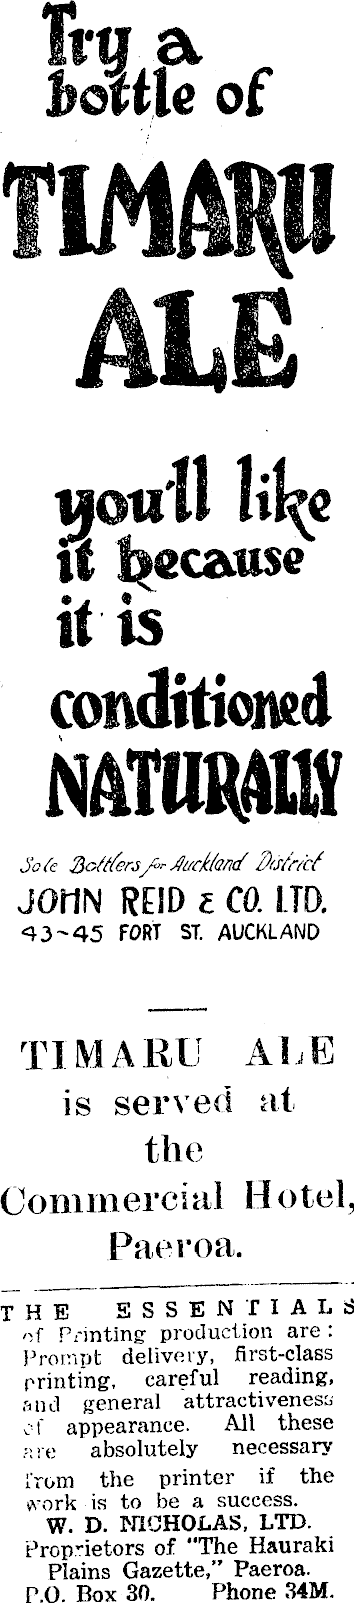 Try a
bottle of
TIMARU
ALE
you'll like
it because
it is
conditioned
NATURALLY
Sole Bottlers for Auckland District
JOHN REID & CO. LTD.
43-45 FORT ST. AUCKLAND
TIMARU ALE
is served at
the
Commercial Hotel,
Paeroa.
THE ESSENTIALS
of Printing production are:
Prompt delivery, first-class
printing, careful reading,
and general attractiveness
of appearance. All these
are absolutely necessary
from the printer if the
work is to be a success.
W. D. NICHOLAS, LTD.
Proprietors of "The Hauraki
Plains Gazette," Paeroa.
P.O. Box 30. Phone 34M.